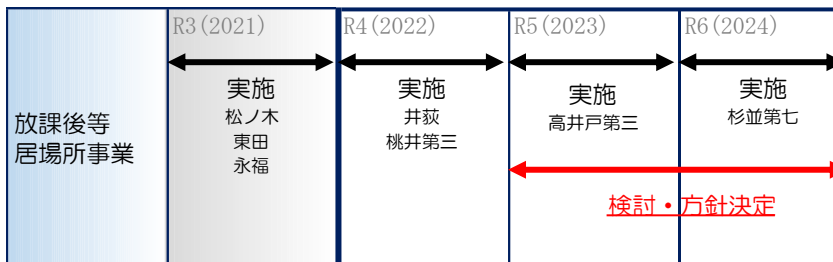 R3(2021)
R4(2022)
R5(2023)
R6(2024)
放課後等
居場所事業
実施
松ノ木
東田
永福
実施
井荻
桃井第三
実施
高井戸第三
実施
杉並第七
検討・方針決定